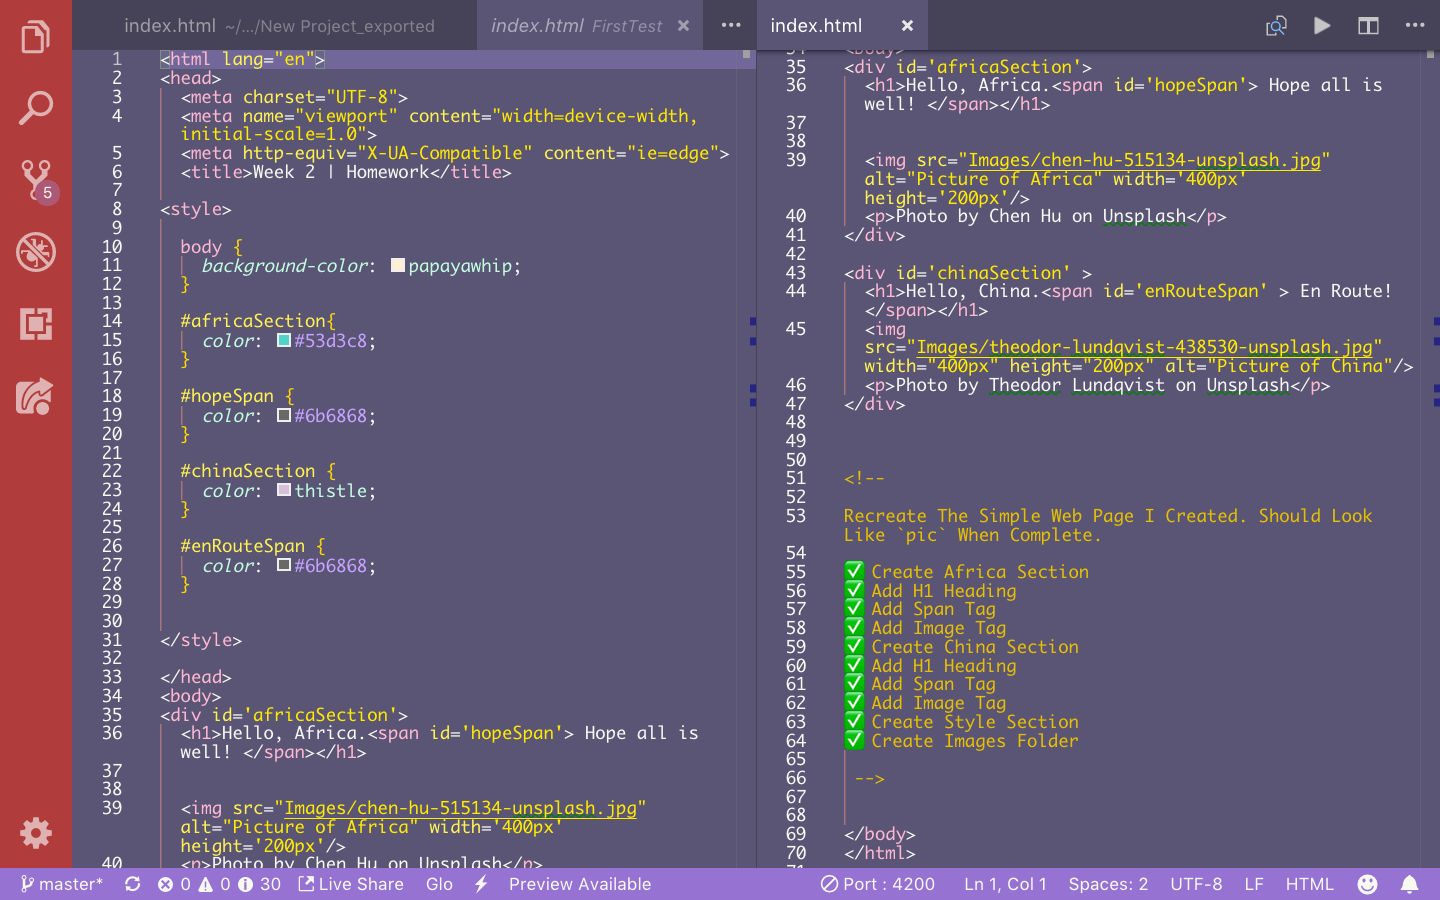 index.html ~/.../New Project_exported
index.html FirstTest
index.html
5
1 <html lang="en">
2 <head>
3 <meta charset="UTF-8">
4 <meta name="viewport" content="width=device-width,
initial-scale=1.0">
5 <meta http-equiv="X-UA-Compatible" content="ie=edge">
6 <title>Week 2 | Homework</title>
7
8 <style>
9
10 body {
11 background-color: papayawhip;
12 }
13
14 #africaSection{
15 color: #53d3c8;
16 }
17
18 #hopeSpan {
19 color: #6b6868;
20 }
21
22 #chinaSection {
23 color: thistle;
24 }
25
26 #enRouteSpan {
27 color: #6b6868;
28 }
29
30
31 </style>
32
33 </head>
34 <body>
35 <div id='africaSection'>
36 <h1>Hello, Africa.<span id='hopeSpan'> Hope all is
well! </span></h1>
37
38
39 <img src="Images/chen-hu-515134-unsplash.jpg"
alt="Picture of Africa" width='400px'
height='200px'/>
40 <p>Photo by Chen Hu on Unsplash</p>
34 <body>
35 <div id='africaSection'>
36 <h1>Hello, Africa.<span id='hopeSpan'> Hope all is
well! </span></h1>
37
38
39 <img src="Images/chen-hu-515134-unsplash.jpg"
alt="Picture of Africa" width='400px'
height='200px'/>
40 <p>Photo by Chen Hu on Unsplash</p>
41 </div>
42
43 <div id='chinaSection' >
44 <h1>Hello, China.<span id='enRouteSpan' > En Route!
</span></h1>
45 <img
src="Images/theodor-lundqvist-438530-unsplash.jpg"
width="400px" height="200px" alt="Picture of China"/>
46 <p>Photo by Theodor Lundqvist on Unsplash</p>
47 </div>
48
49
50
51 <!--
52
53 Recreate The Simple Web Page I Created. Should Look
Like `pic` When Complete.
54
55 ✅ Create Africa Section
56 ✅ Add H1 Heading
57 ✅ Add Span Tag
58 ✅ Add Image Tag
59 ✅ Create China Section
60 ✅ Add H1 Heading
61 ✅ Add Span Tag
62 ✅ Add Image Tag
63 ✅ Create Style Section
64 ✅ Create Images Folder
65
66 -->
67
68
69 </body>
70 </html>
71
master* 0 0 30 Live Share Glo Preview Available Port : 4200 Ln 1, Col 1 Spaces: 2 UTF-8 LF HTML